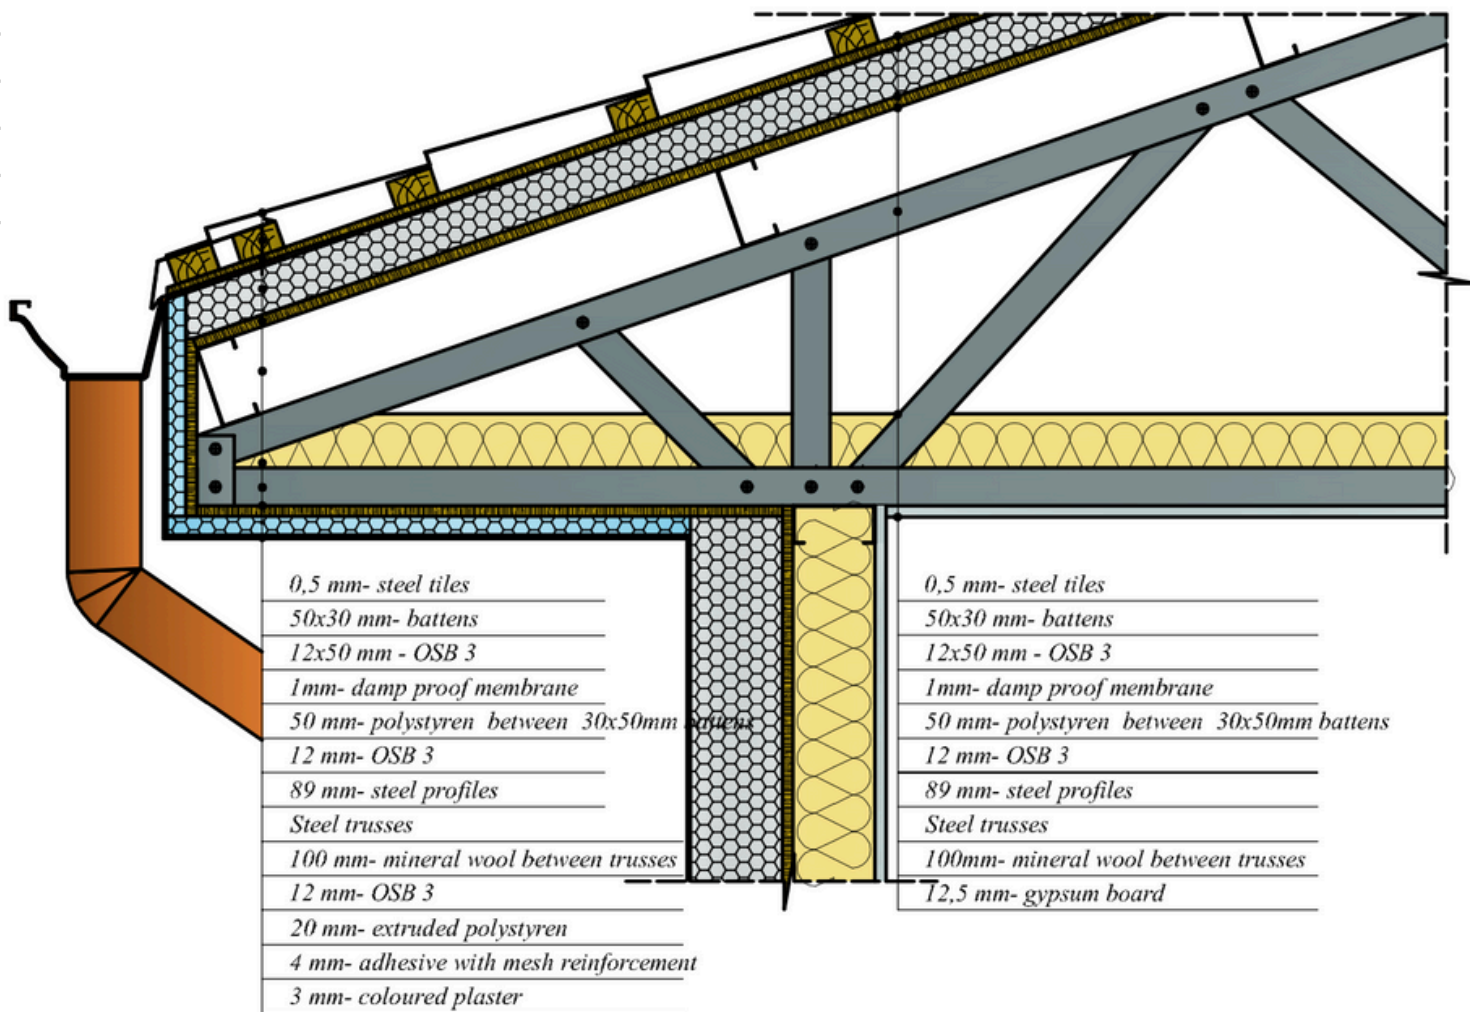 0,5 mm- steel tiles
50x30 mm- battens
12x50 mm - OSB 3
1mm- damp proof membrane
50 mm- polystyren between 30x50mm battens
12 mm- OSB 3
89 mm- steel profiles
Steel trusses
100 mm- mineral wool between trusses
12 mm- OSB 3
20 mm- extruded polystyren
4 mm- adhesive with mesh reinforcement
3 mm- coloured plaster
0,5 mm- steel tiles
50x30 mm- battens
12x50 mm - OSB 3
1mm- damp proof membrane
50 mm- polystyren between 30x50mm battens
12 mm- OSB 3
89 mm- steel profiles
Steel trusses
100mm- mineral wool between trusses
12,5 mm- gypsum board